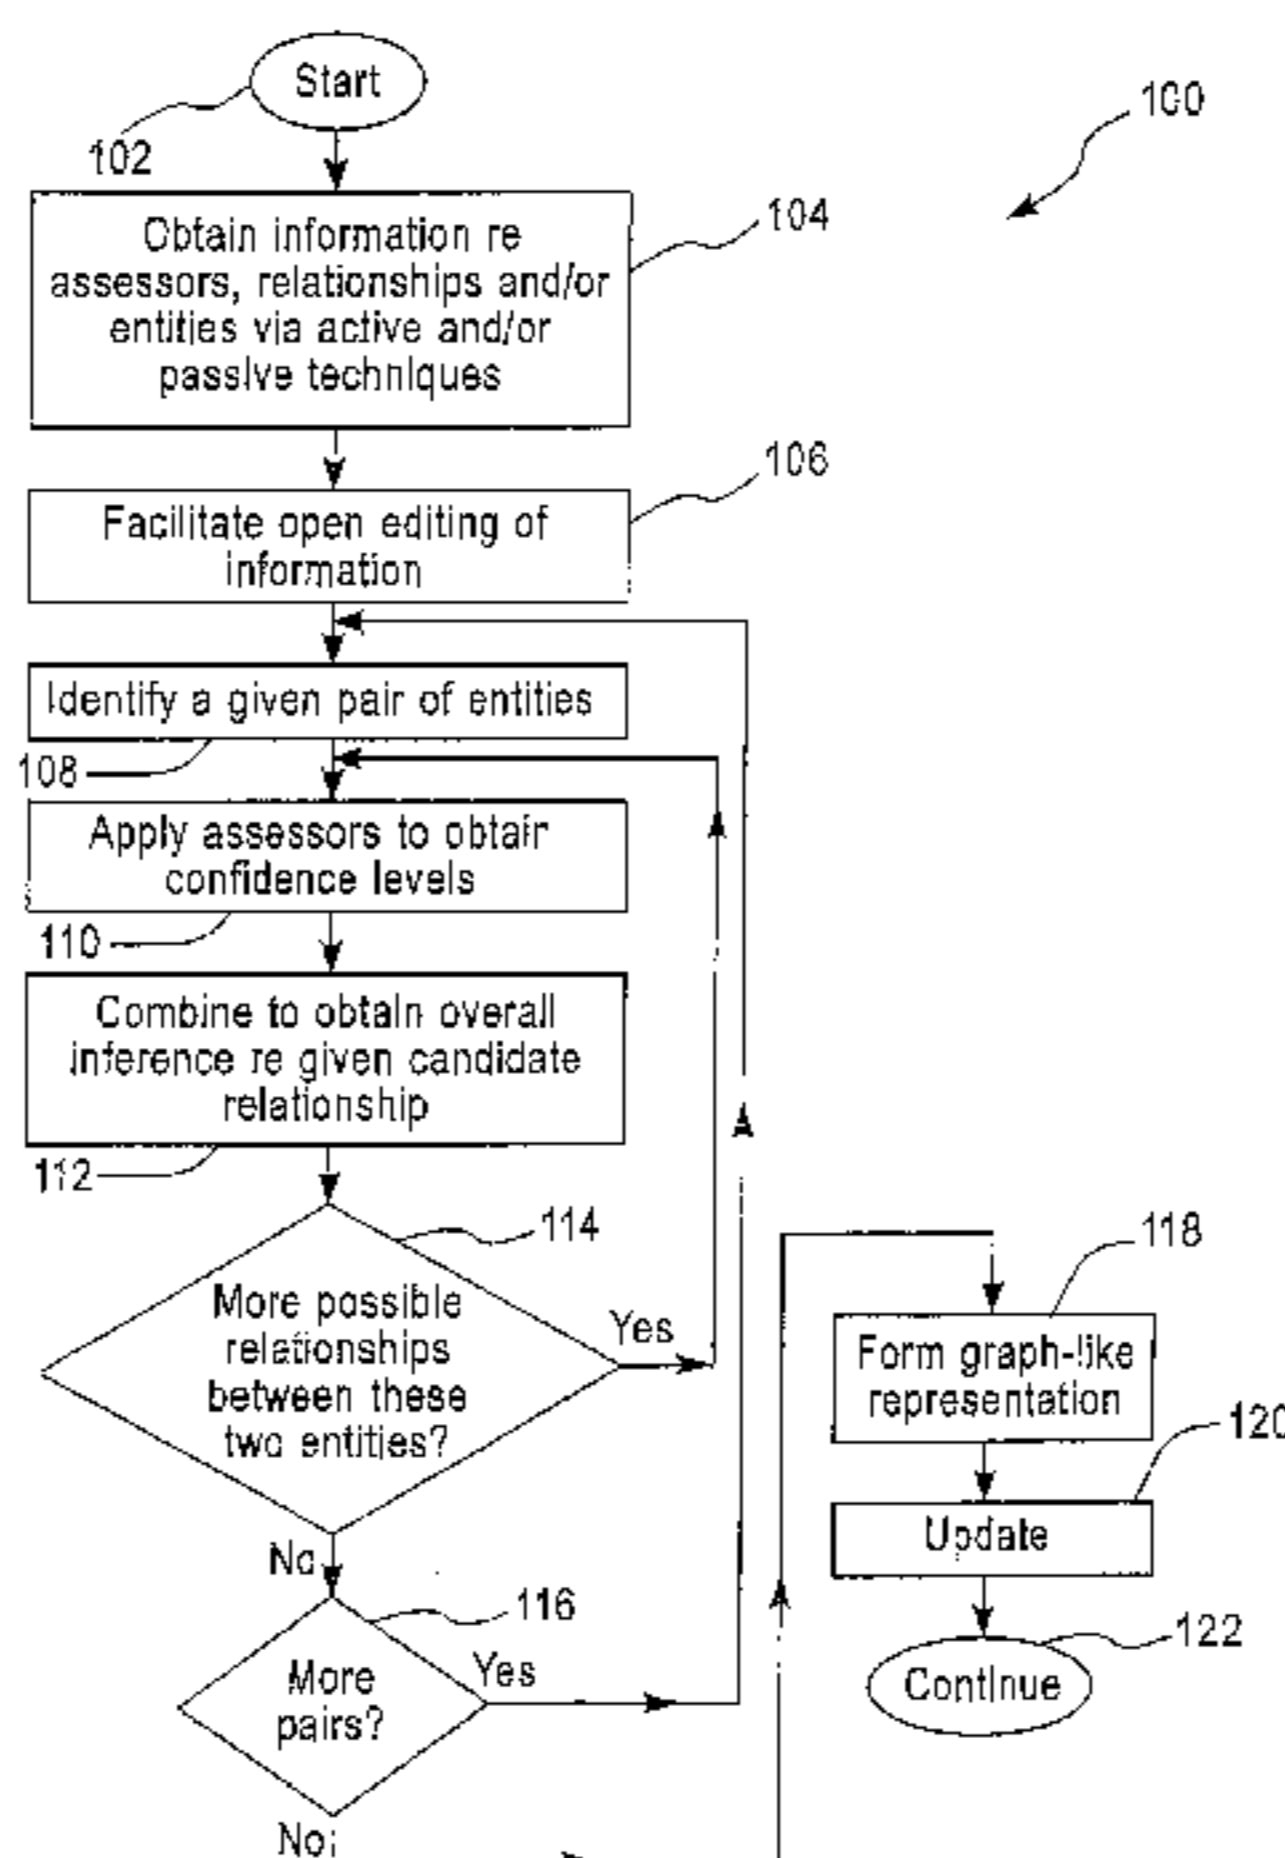 Start
100
102
104
Obtain information re
assessors, relationships and/or
entities via active and/or
passive techniques
106
Facilitate open editing of
information
Identify a given pair of entities
108
Apply assessors to obtain
confidence levels
110
Combine to obtain overall
inference re given candidate
relationship
112
114
More possible
relationships
between these
two entities?
Yes
No
116
More
pairs?
Yes
No
118
Form graph-like
representation
120
Update
122
Continue